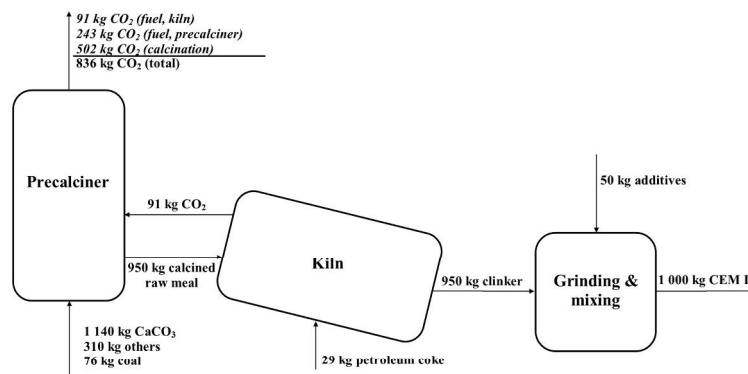 91 kg CO₂ (fuel, kiln)
243 kg CO₂ (fuel, precalciner)
502 kg CO₂ (calcination)
836 kg CO₂ (total)
Precalciner
91 kg CO₂
950 kg calcined
raw meal
1 140 kg CaCO₃
310 kg others
76 kg coal
Kiln
29 kg petroleum coke
950 kg clinker
50 kg additives
Grinding &
mixing
1 000 kg CEM I